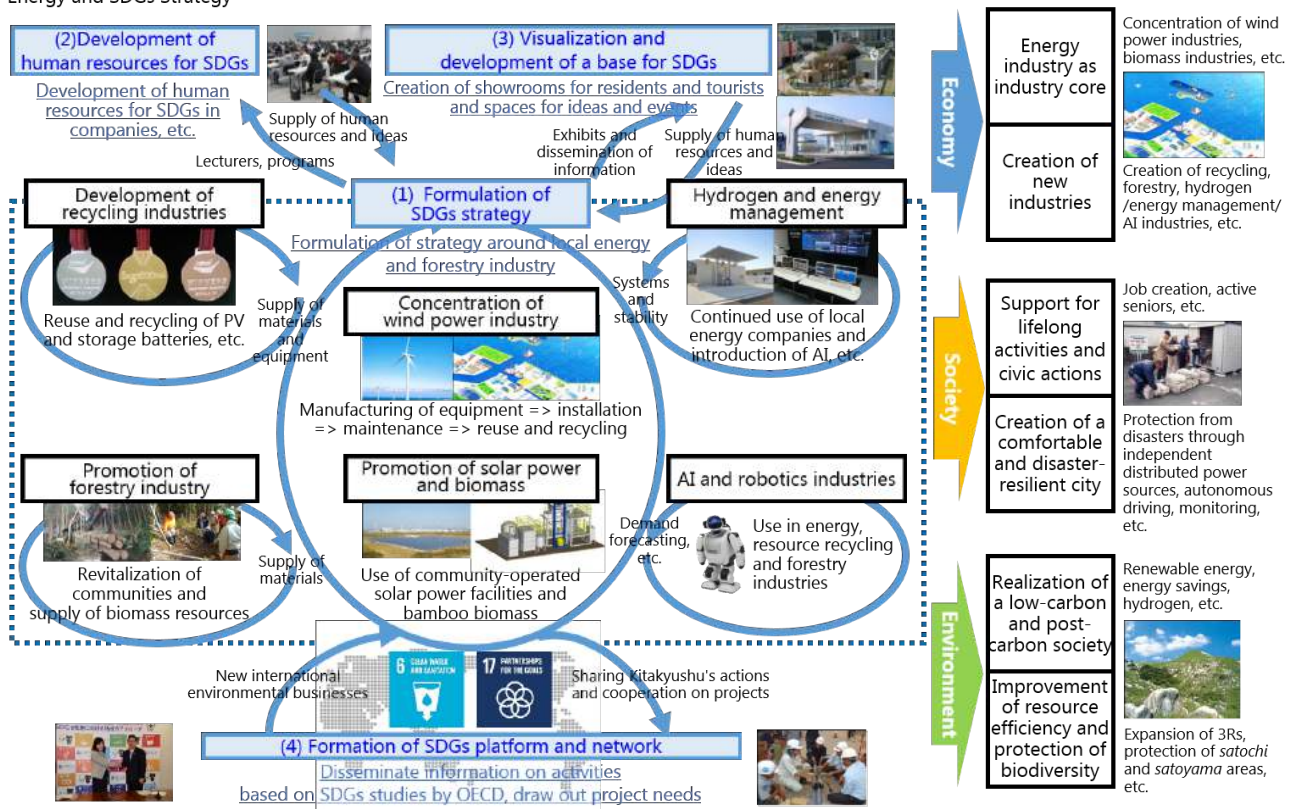 Energy and SDGs Strategy
(2)Development of
human resources for SDGs
Development of human
resources for SDGs in
companies, etc.
Supply of human
resources and ideas
Lecturers, programs
(3) Visualization and
development of a base for SDGs
Creation of showrooms for residents and tourists
and spaces for ideas and events
Exhibits and
dissemination of
information
Supply of human
resources and
ideas
(1) Formulation of
SDGs strategy
Formulation of strategy around local energy
and forestry industry
Development of
recycling industries
Reuse and recycling of PV
and storage batteries, etc.
Supply of
materials
and
equipment
Hydrogen and energy
management
Systems
and
stability
Continued use of local
energy companies and
introduction of AI, etc.
Concentration of
wind power industry
Manufacturing of equipment => installation
=> maintenance => reuse and recycling
Promotion of
forestry industry
Revitalization of
communities and
supply of biomass resources
Supply of
materials
Promotion of solar power
and biomass
Use of community-operated
solar power facilities and
bamboo biomass
AI and robotics industries
Demand
forecasting,
etc.
Use in energy,
resource recycling
and forestry
industries
New international
environmental businesses
6 CLEAN WATER
AND SANITATION
17 PARTNERSHIPS
FOR THE GOALS
Sharing Kitakyushu's actions
and cooperation on projects
(4) Formation of SDGs platform and network
Disseminate information on activities
based on SDGs studies by OECD, draw out project needs
Economy
Energy
industry as
industry core
Concentration of wind
power industries,
biomass industries, etc.
Creation of
new
industries
Creation of recycling,
forestry, hydrogen
/energy management/
AI industries, etc.
Society
Support for
lifelong
activities and
civic actions
Job creation, active
seniors, etc.
Creation of a
comfortable
and disaster-
resilient city
Protection from
disasters through
independent
distributed power
sources, autonomous
driving, monitoring,
etc.
Environment
Realization of
a low-carbon
and post-
carbon society
Renewable energy,
energy savings,
hydrogen, etc.
Improvement
of resource
efficiency and
protection of
biodiversity
Expansion of 3Rs,
protection of satochi
and satoyama areas,
etc.